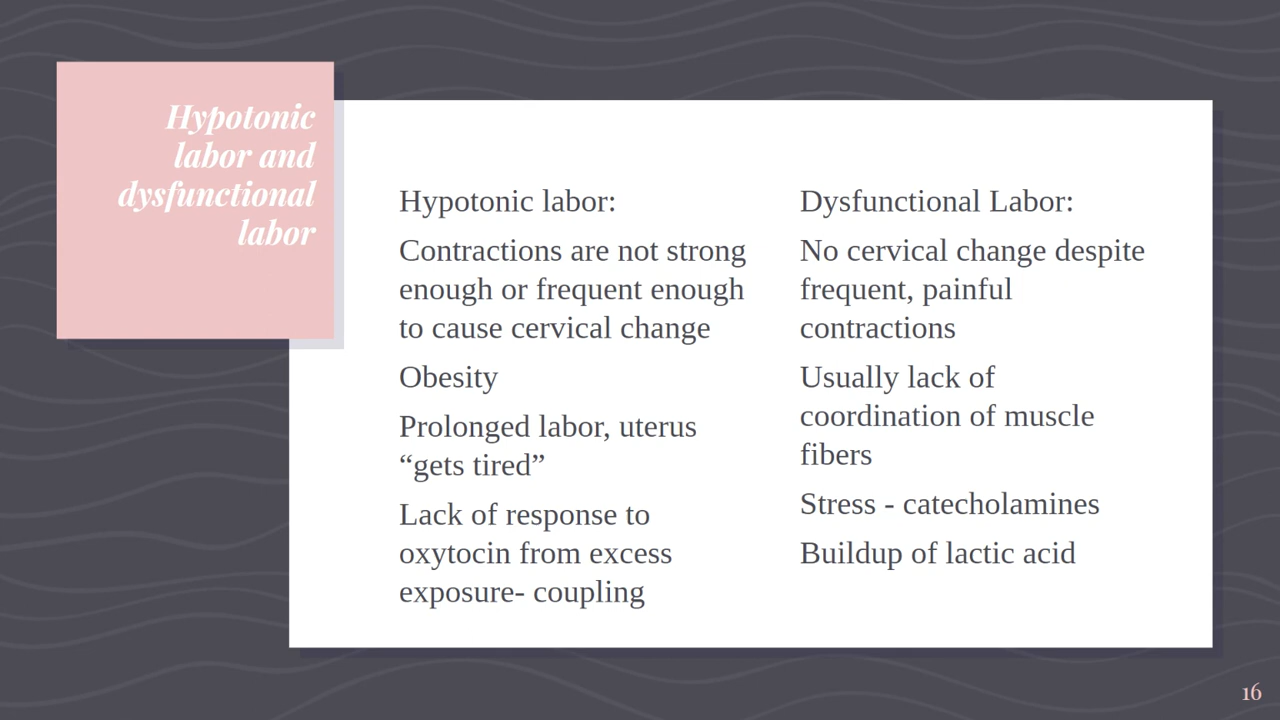 Hypotonic
labor and
dysfunctional
labor
Hypotonic labor:
Contractions are not strong
enough or frequent enough
to cause cervical change
Obesity
Prolonged labor, uterus
“gets tired”
Lack of response to
oxytocin from excess
exposure- coupling
Dysfunctional Labor:
No cervical change despite
frequent, painful
contractions
Usually lack of
coordination of muscle
fibers
Stress - catecholamines
Buildup of lactic acid
16